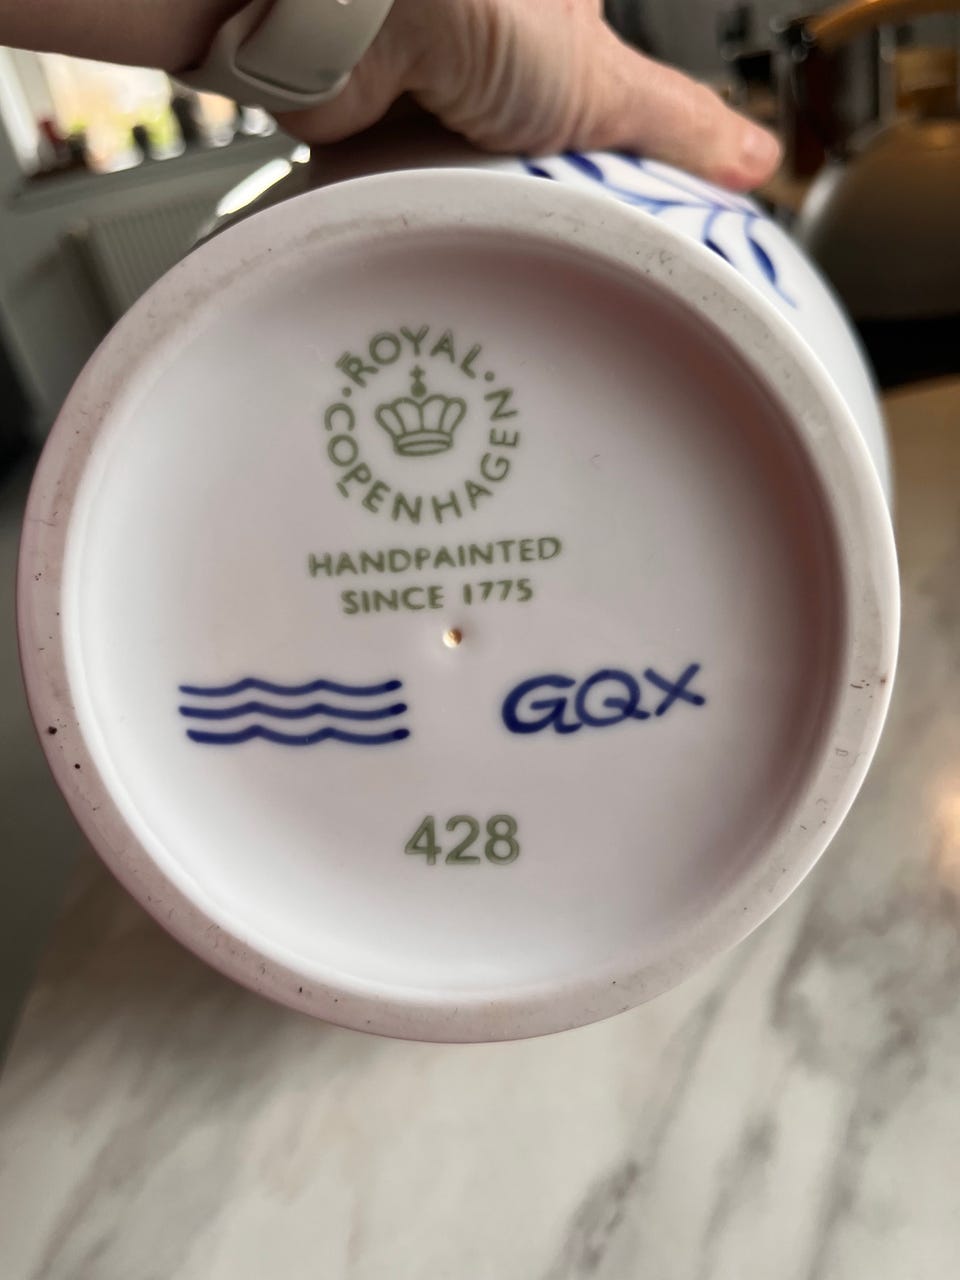 ROYAL
COPENHAGEN
HANDPAINTED
SINCE 1775
GQX
428